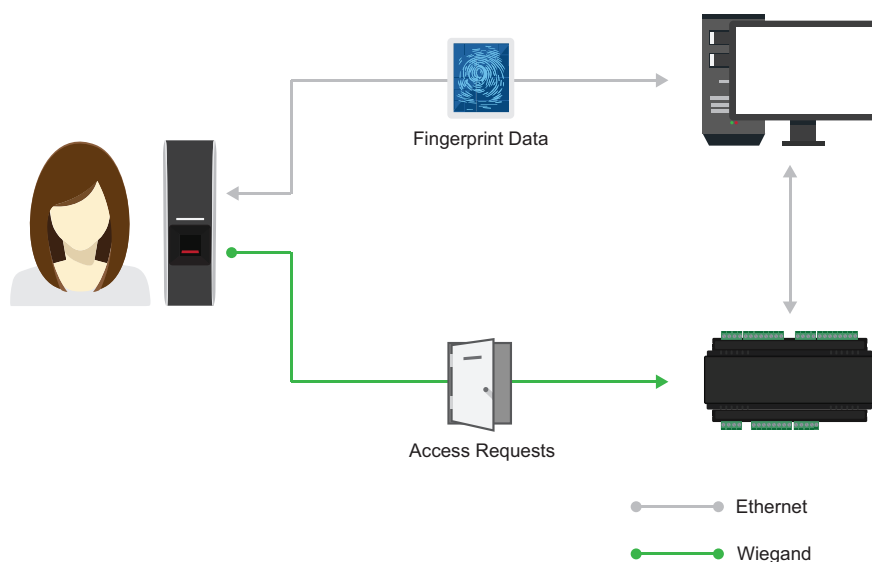 Fingerprint Data
Access Requests
Ethernet
Wiegand